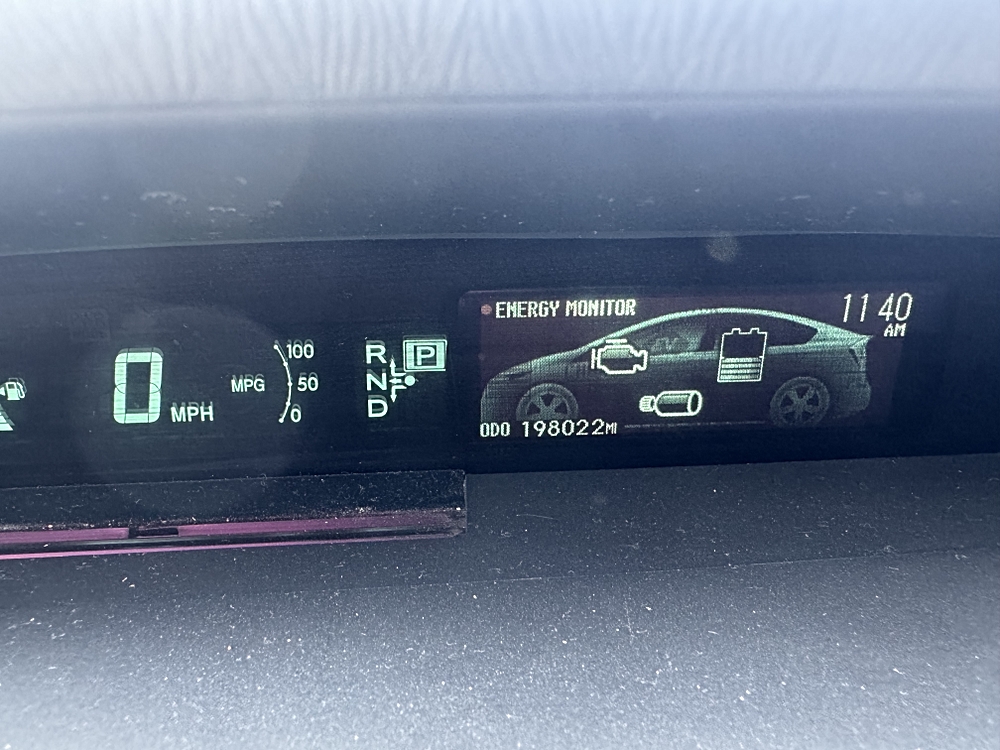 0 MPH
MPG
100
50
0
R
P
N
D
ENERGY MONITOR
11 40
AM
ODO 198022MI